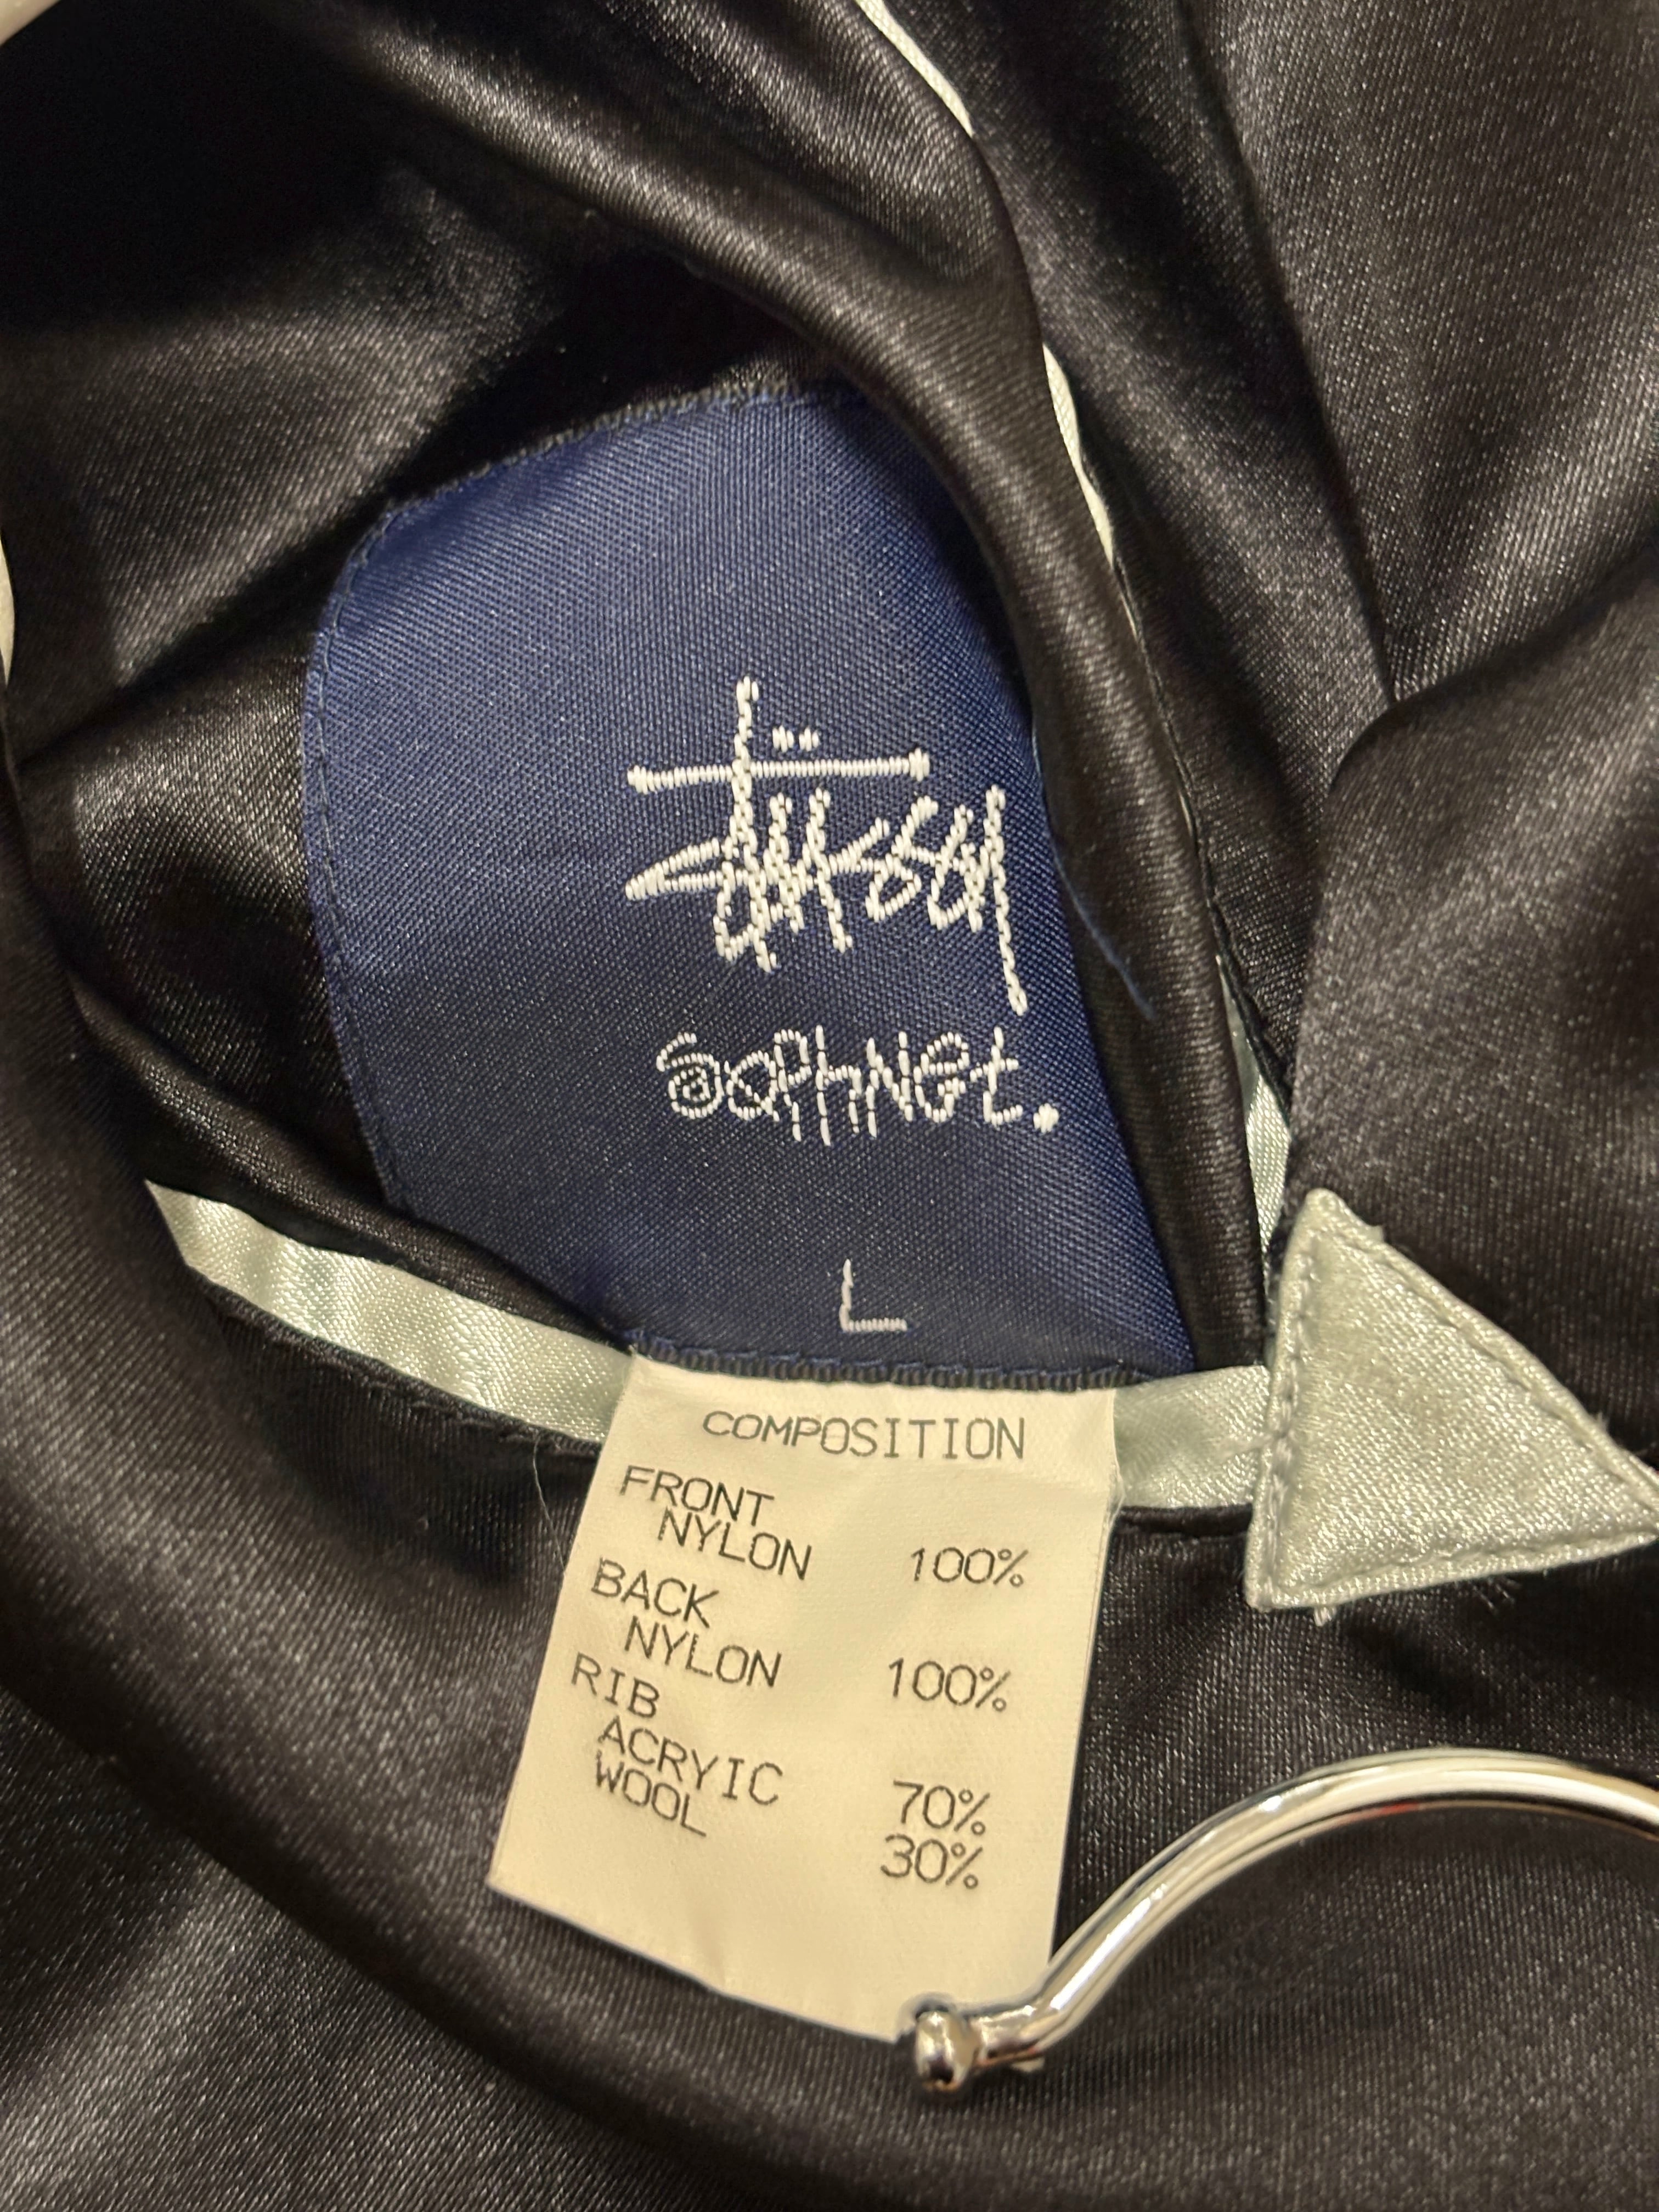 Stüssy
SOPHNET.
L
COMPOSITION
FRONT
NYLON 100%
BACK
NYLON 100%
RIB
ACRYIC 70%
WOOL 30%